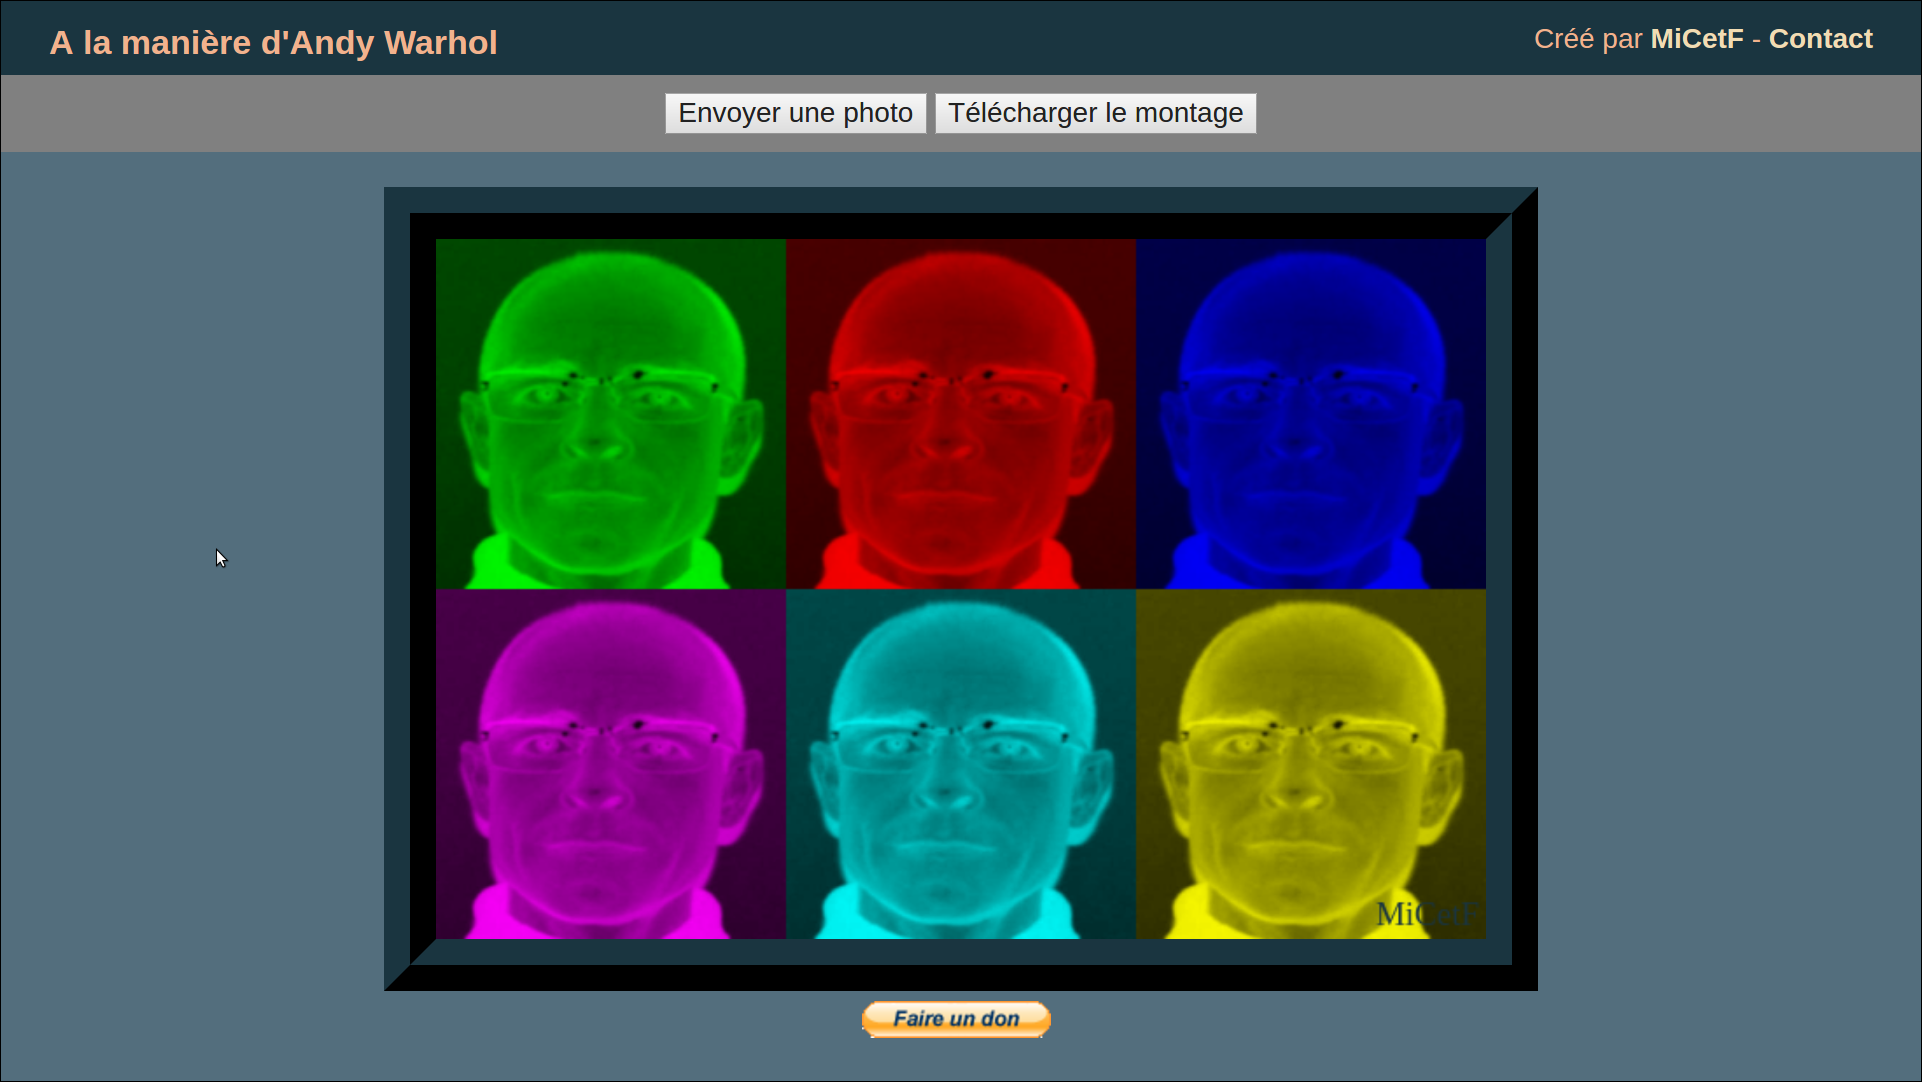 A la manière d'Andy Warhol
Créé par MiCetF - Contact
Envoyer une photo
Télécharger le montage
MiCetF
Faire un don